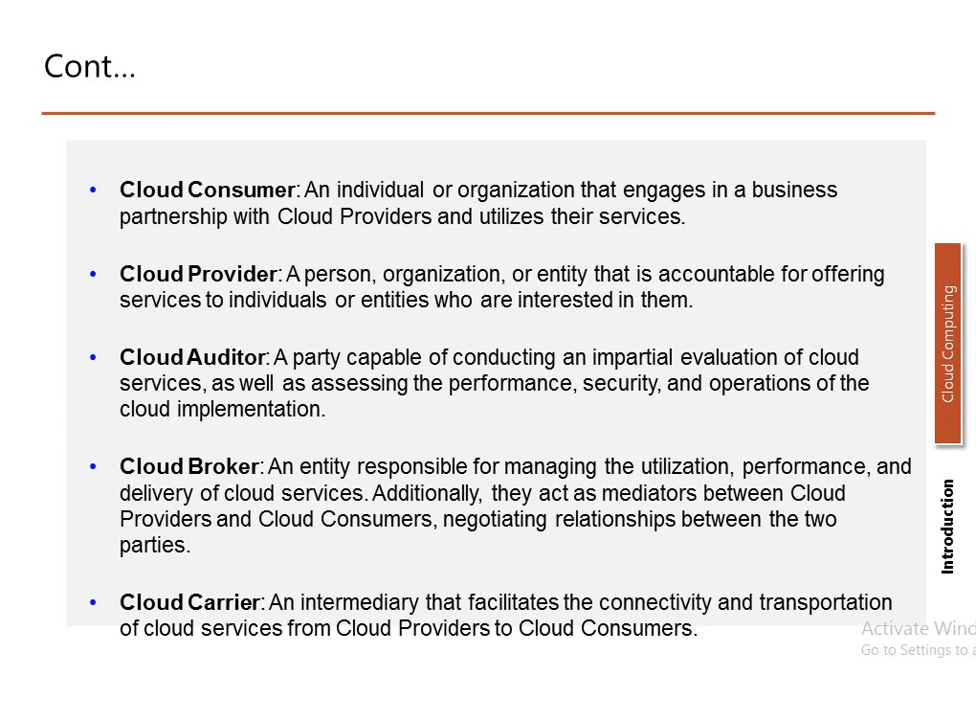 Cont...
• Cloud Consumer: An individual or organization that engages in a business
partnership with Cloud Providers and utilizes their services.
• Cloud Provider: A person, organization, or entity that is accountable for offering
services to individuals or entities who are interested in them.
• Cloud Auditor: A party capable of conducting an impartial evaluation of cloud
services, as well as assessing the performance, security, and operations of the
cloud implementation.
• Cloud Broker: An entity responsible for managing the utilization, performance, and
delivery of cloud services. Additionally, they act as mediators between Cloud
Providers and Cloud Consumers, negotiating relationships between the two
parties.
• Cloud Carrier: An intermediary that facilitates the connectivity and transportation
of cloud services from Cloud Providers to Cloud Consumers.
Cloud Computing
Introduction
Activate
Go to Settings to